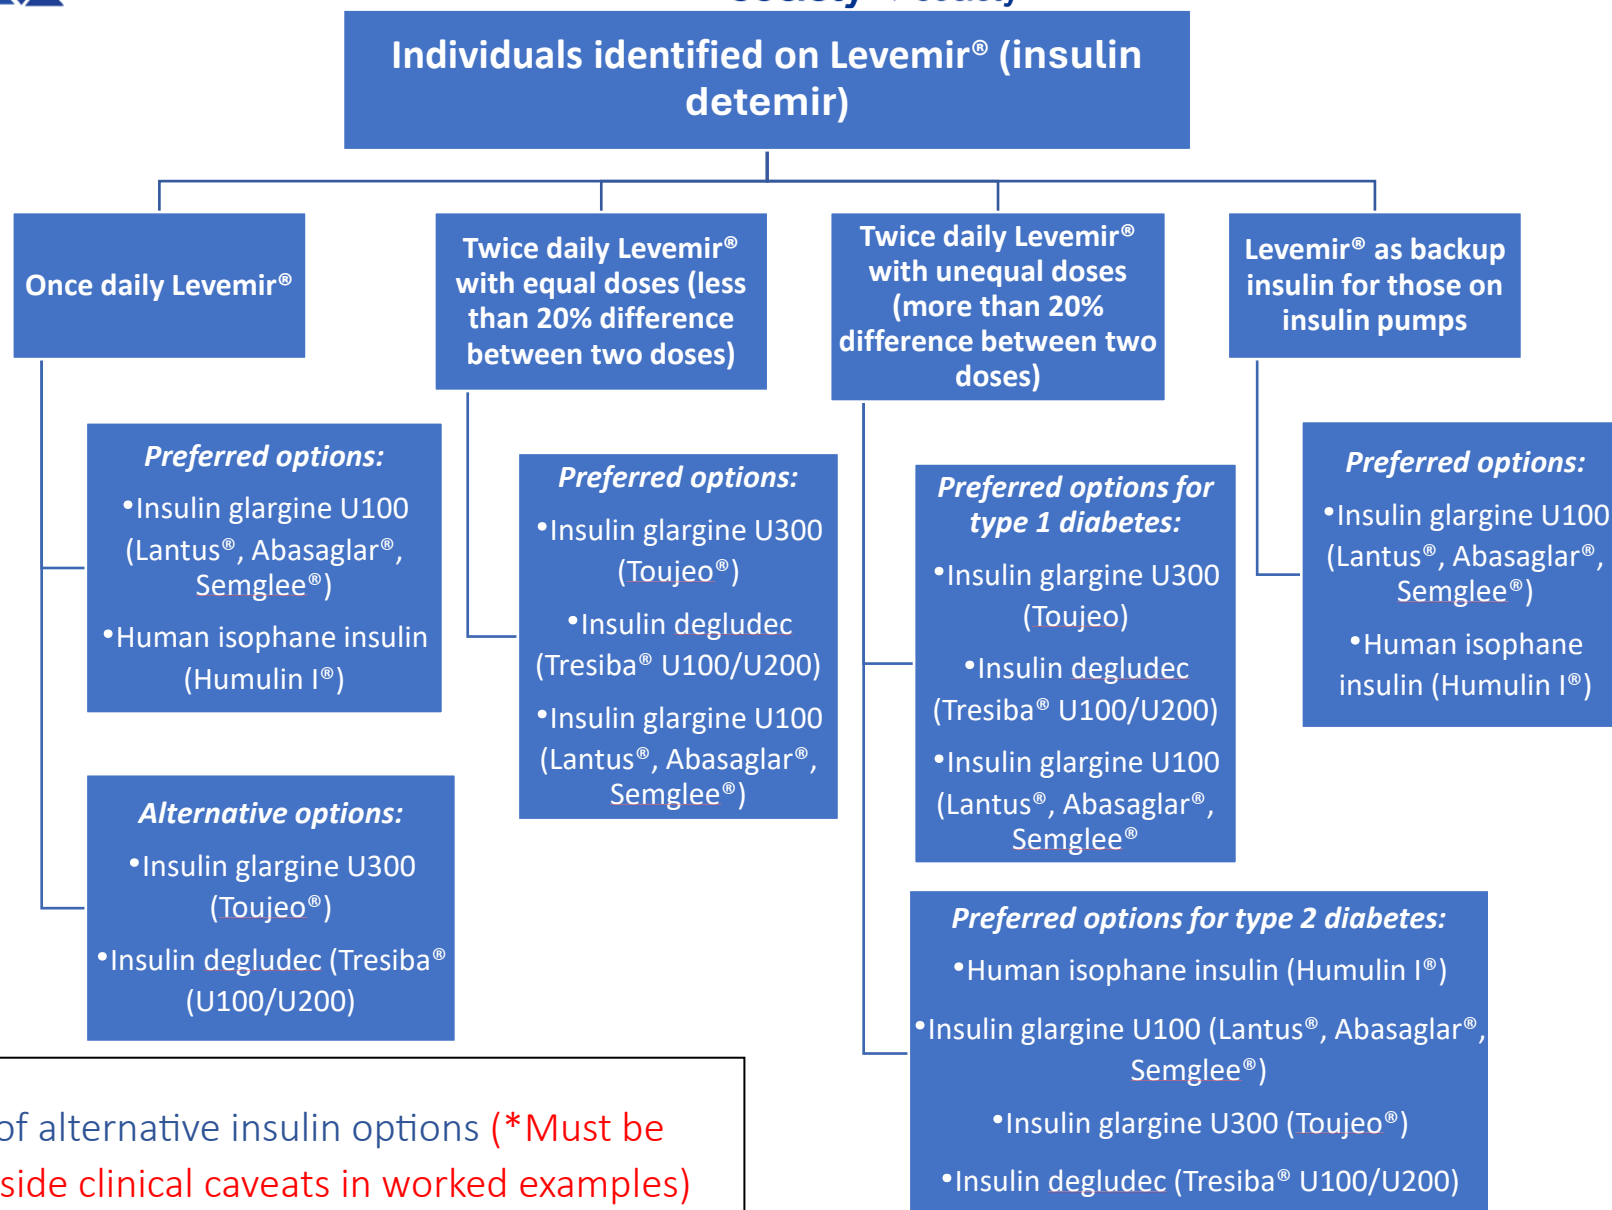 Individuals identified on Levemir® (insulin
detemir)
Once daily Levemir®
Preferred options:
•Insulin glargine U100
(Lantus®, Abasaglar®,
Semglee®)
•Human isophane insulin
(Humulin I®)
Alternative options:
•Insulin glargine U300
(Toujeo®)
•Insulin degludec (Tresiba®
(U100/U200)
Twice daily Levemir®
with equal doses (less
than 20% difference
between two doses)
Preferred options:
•Insulin glargine U300
(Toujeo®)
•Insulin degludec
(Tresiba® U100/U200)
•Insulin glargine U100
(Lantus®, Abasaglar®,
Semglee®)
Twice daily Levemir®
with unequal doses
(more than 20%
difference between two
doses)
Preferred options for
type 1 diabetes:
•Insulin glargine U300
(Toujeo)
•Insulin degludec
(Tresiba® U100/U200)
•Insulin glargine U100
(Lantus®, Abasaglar®,
Semglee®
Preferred options for type 2 diabetes:
•Human isophane insulin (Humulin I®)
•Insulin glargine U100 (Lantus®, Abasaglar®,
Semglee®)
•Insulin glargine U300 (Toujeo®)
•Insulin degludec (Tresiba® U100/U200)
Levemir® as backup
insulin for those on
insulin pumps
Preferred options:
•Insulin glargine U100
(Lantus®, Abasaglar®,
Semglee®)
•Human isophane
insulin (Humulin I®)
of alternative insulin options (*Must be
side clinical caveats in worked examples)